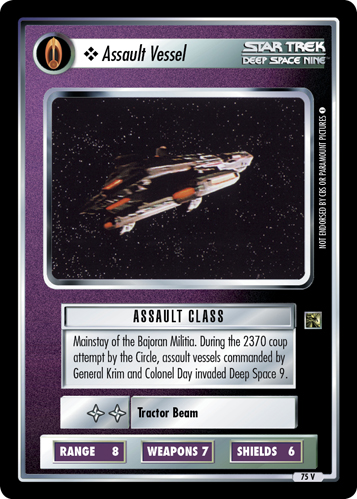 ❖ Assault Vessel
STAR TREK
DEEP SPACE NINE™
NOT ENDORSED BY CBS OR PARAMOUNT PICTURES
ASSAULT CLASS
Mainstay of the Bajoran Militia. During the 2370 coup
attempt by the Circle, assault vessels commanded by
General Krim and Colonel Day invaded Deep Space 9.
Tractor Beam
RANGE 8 WEAPONS 7 SHIELDS 6
75 V